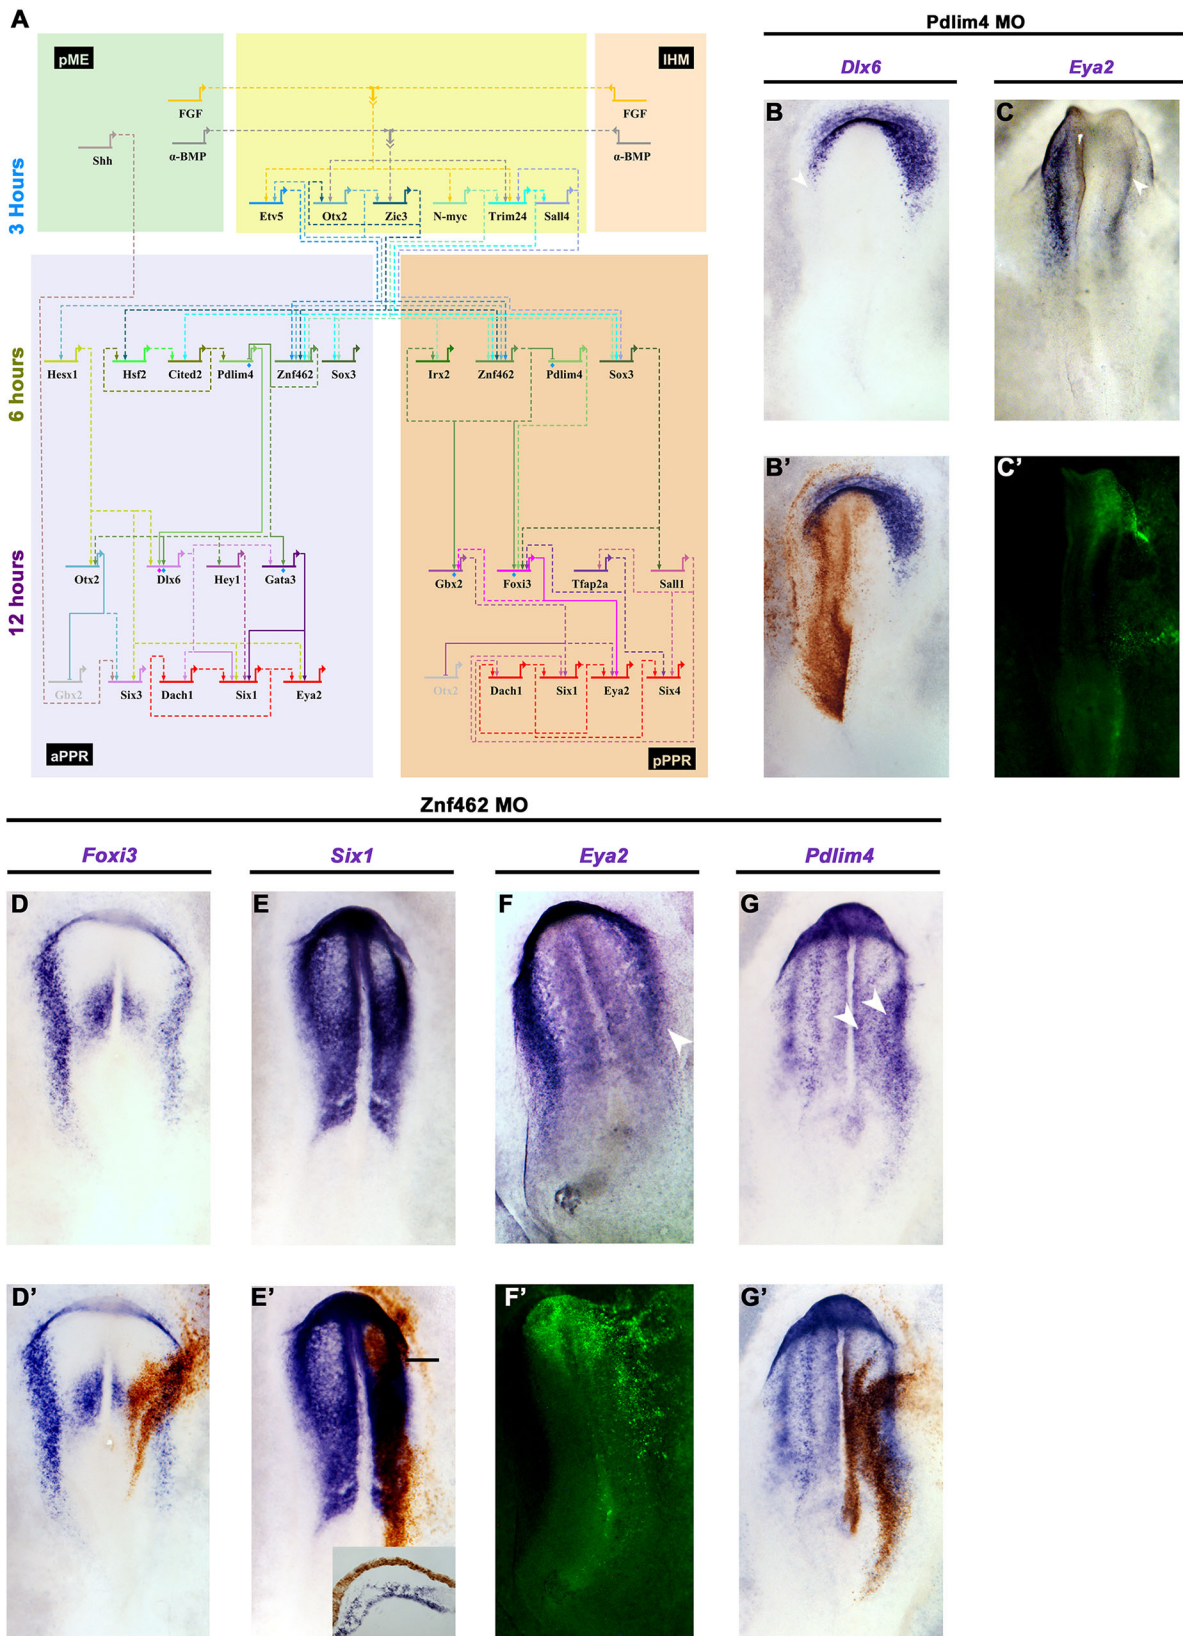 A
pME
lHM
FGF
FGF
Shh
α-BMP
α-BMP
3 Hours
Etv5
Otx2
Zic3
N-myc
Trim24
Sall4
6 hours
Hesx1
Hsf2
Cited2
Pdlim4
Znf462
Sox3
Irx2
Znf462
Pdlim4
Sox3
12 hours
Otx2
Dlx6
Hey1
Gata3
Gbx2
Foxi3
Tfap2a
Sall1
Gbx2
Six3
Dach1
Six1
Eya2
Otx2
Dach1
Six1
Eya2
Six4
aPPR
pPPR
Pdlim4 MO
Dlx6
Eya2
B
C
B’
C’
Znf462 MO
Foxi3
Six1
Eya2
Pdlim4
D
E
F
G
D’
E’
F’
G’